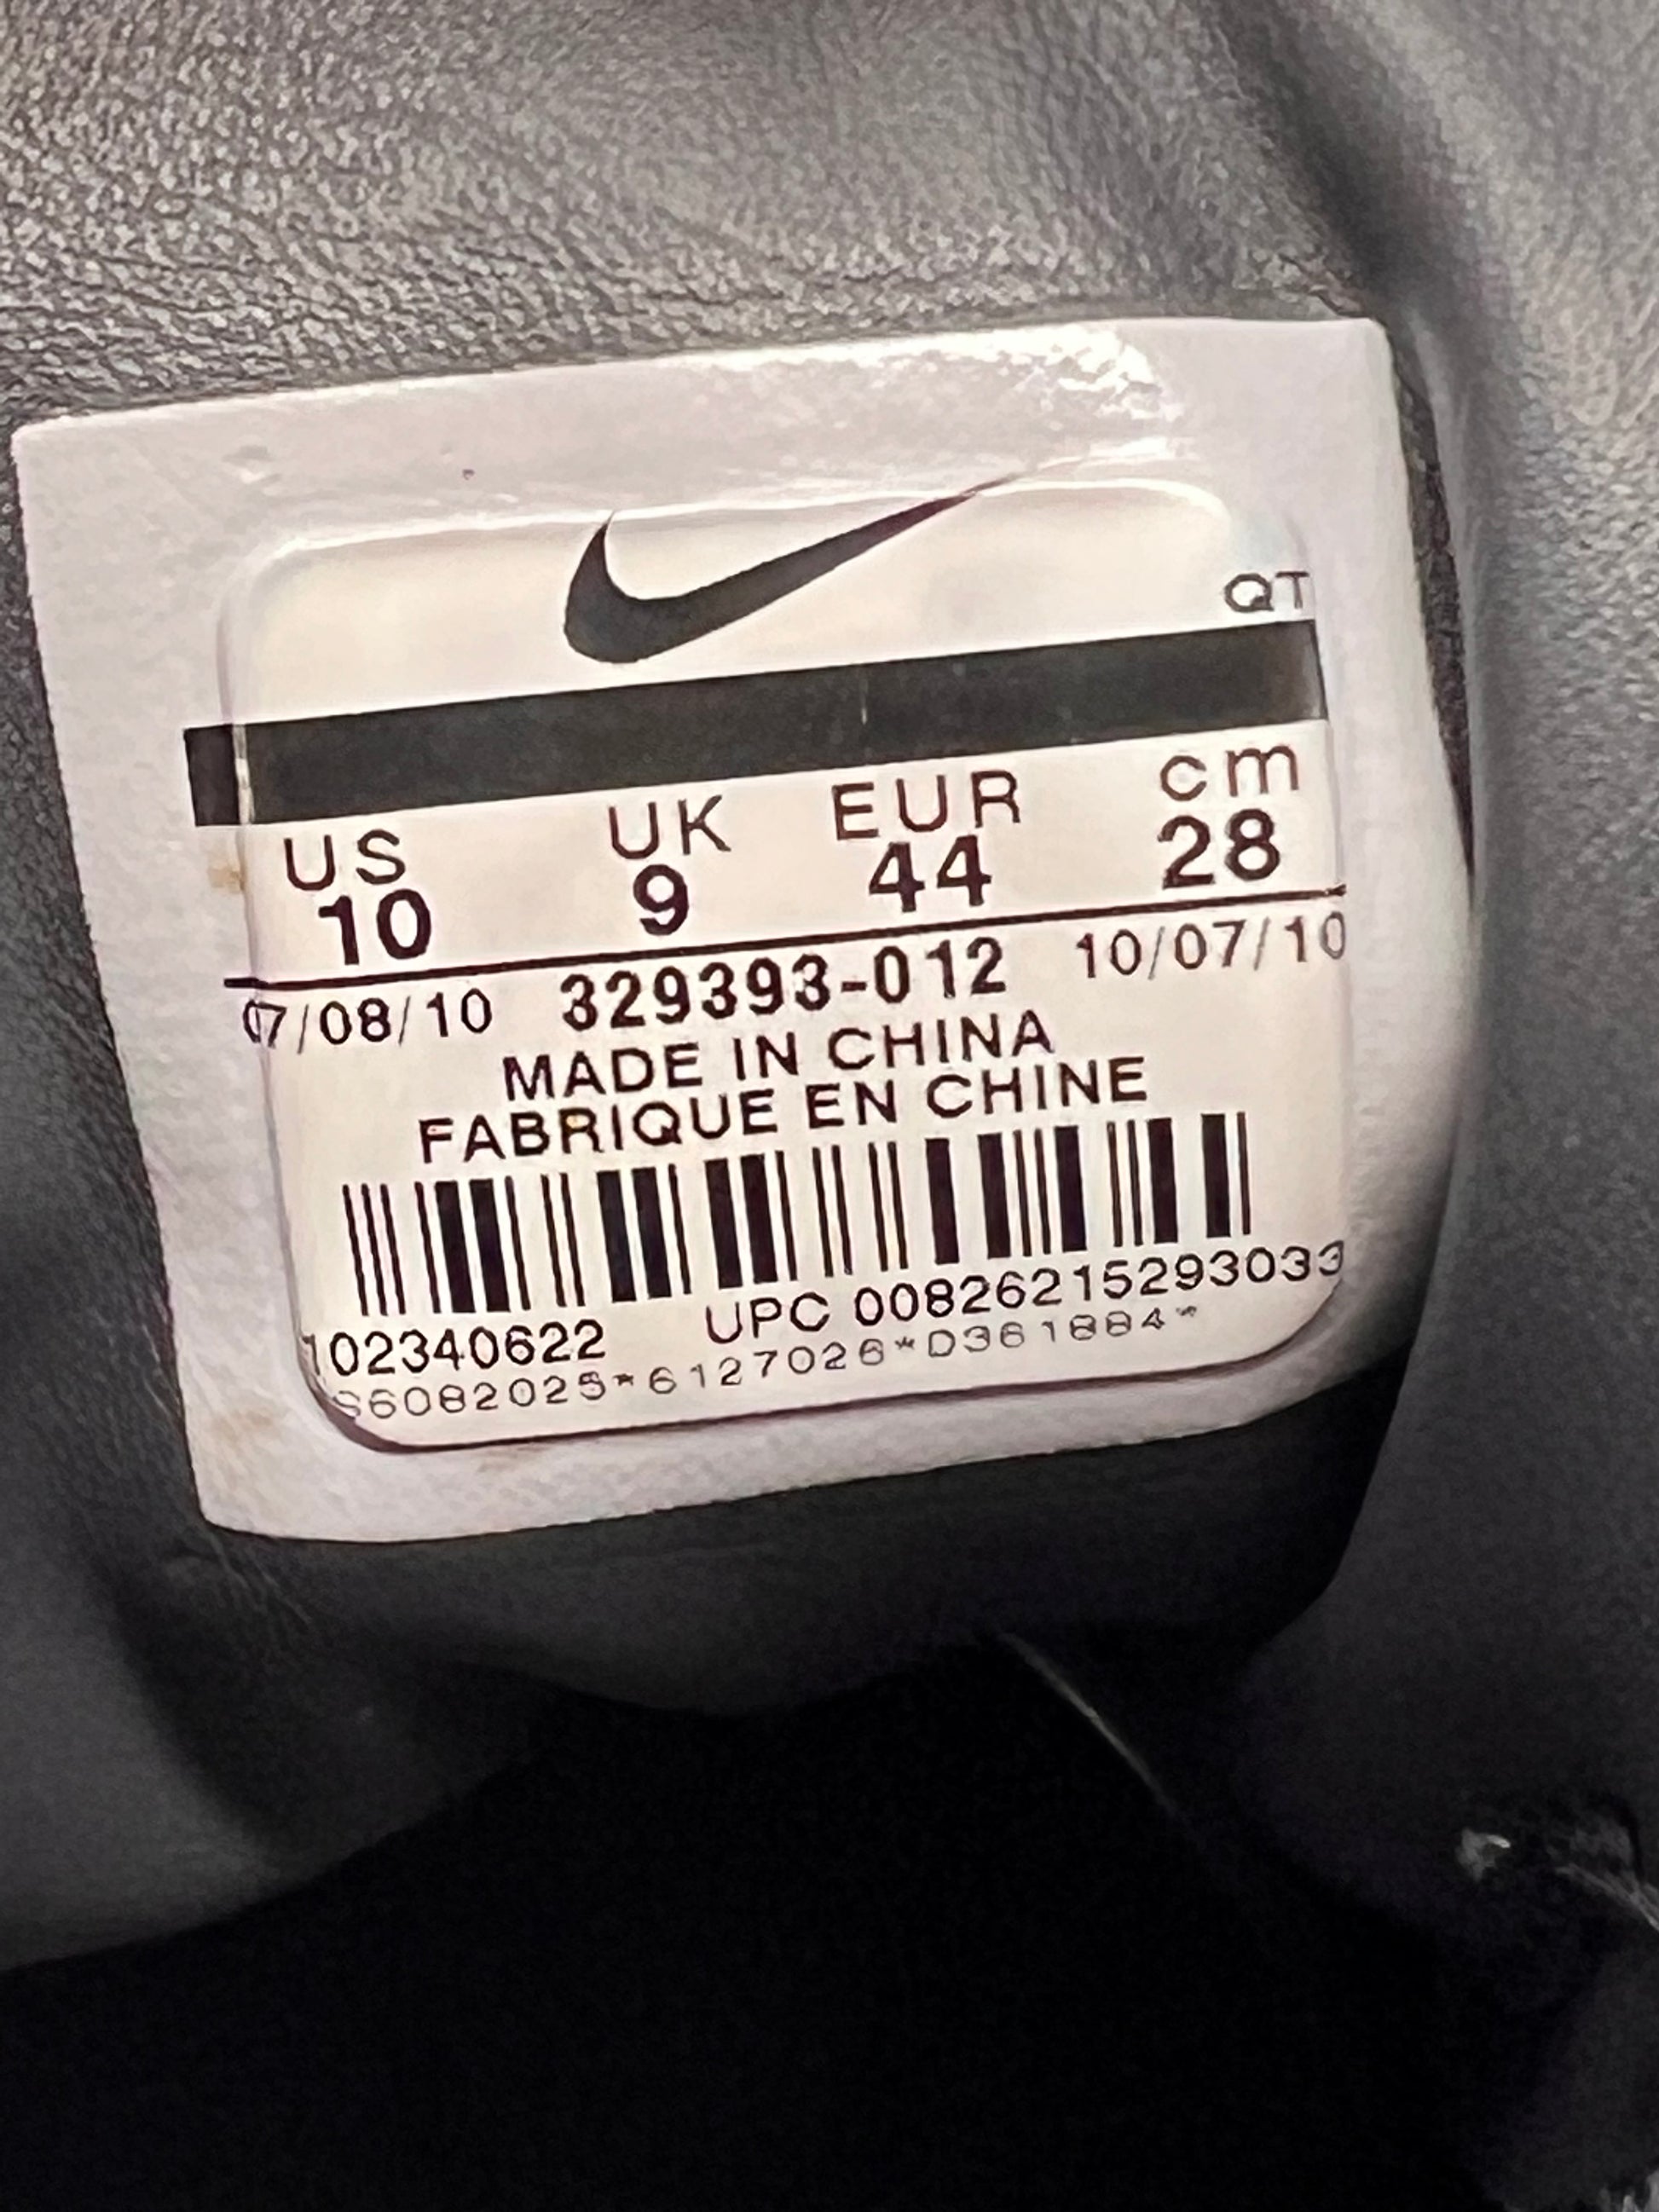 QT
US UK EUR cm
10 9 44 28
07/08/10 329393-012 10/07/10
MADE IN CHINA
FABRIQUE EN CHINE
102340622 UPC 00826215293033
S6082025*6127026*D361884*